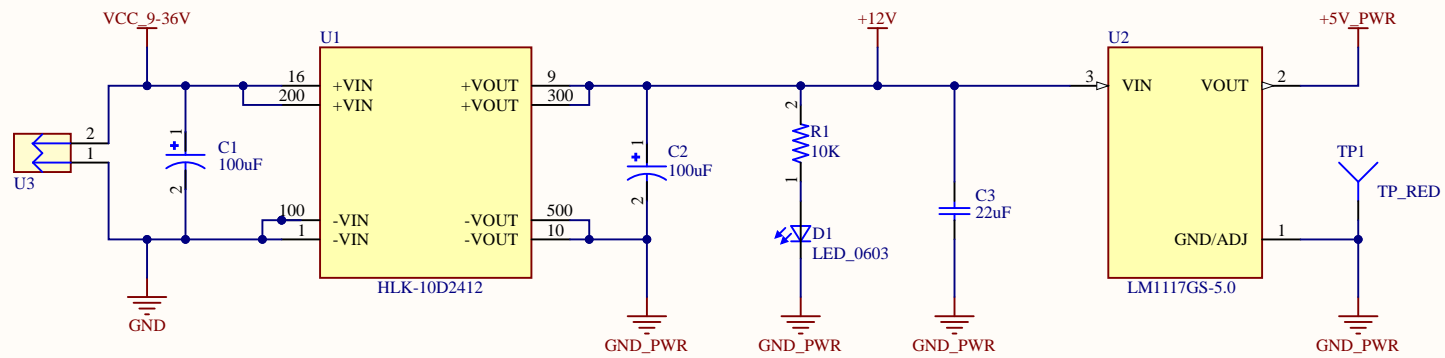 VCC_9-36V
+12V
+5V_PWR
U1
U2
16 +VIN +VOUT 9
200 +VIN +VOUT 300
3 VIN VOUT 2
2
1
U3
1
C1
100uF
2
1
C2
100uF
2
2
R1
10K
1
TP1
TP_RED
C3
22uF
100 -VIN -VOUT 500
1 -VIN -VOUT 10
D1
LED_0603
GND/ADJ 1
HLK-10D2412
LM1117GS-5.0
GND
GND_PWR
GND_PWR
GND_PWR
GND_PWR